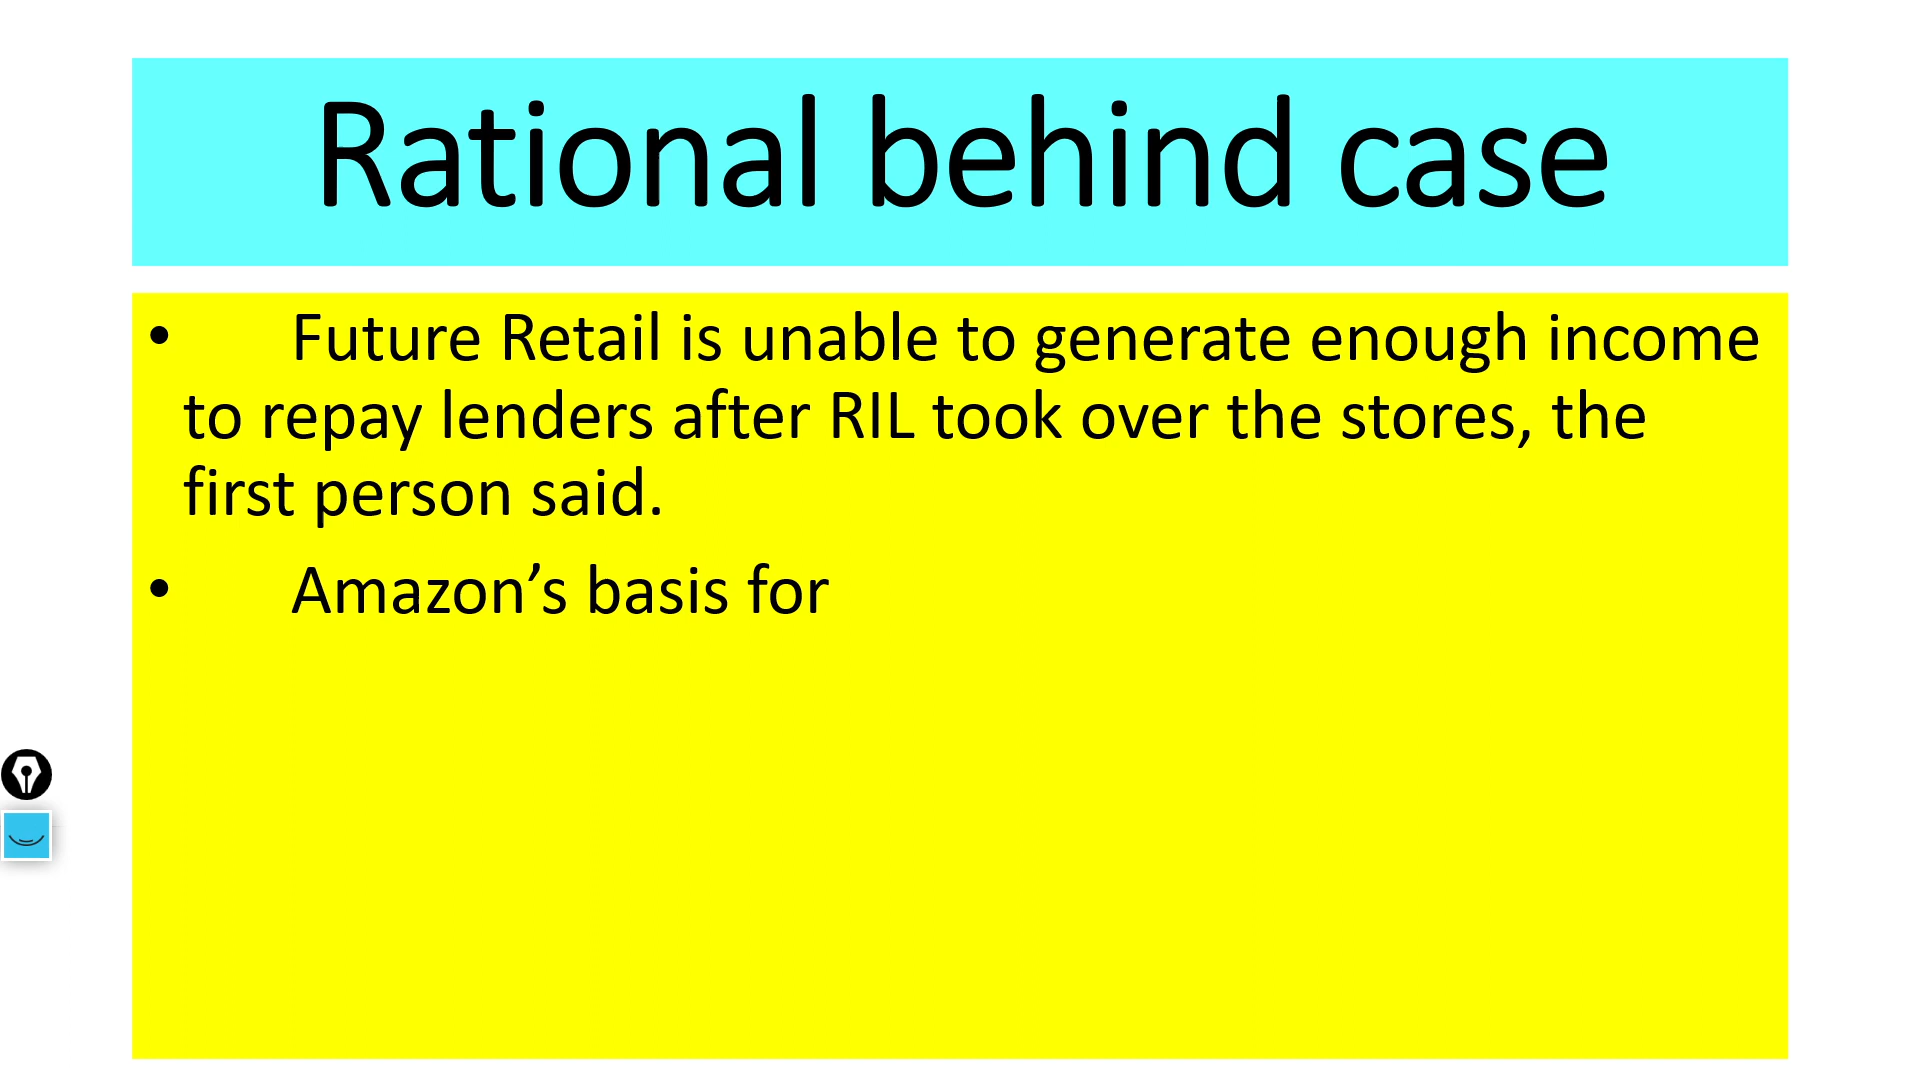 Rational behind case
• Future Retail is unable to generate enough income
to repay lenders after RIL took over the stores, the
first person said.
• Amazon’s basis for